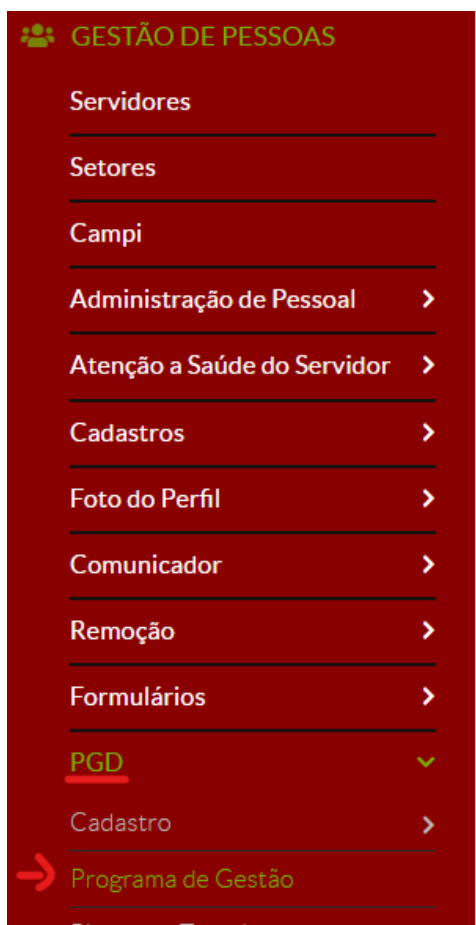 GESTÃO DE PESSOAS
Servidores
Setores
Campi
Administração de Pessoal
Atenção a Saúde do Servidor
Cadastros
Foto do Perfil
Comunicador
Remoção
Formulários
PGD
Cadastro
Programa de Gestão